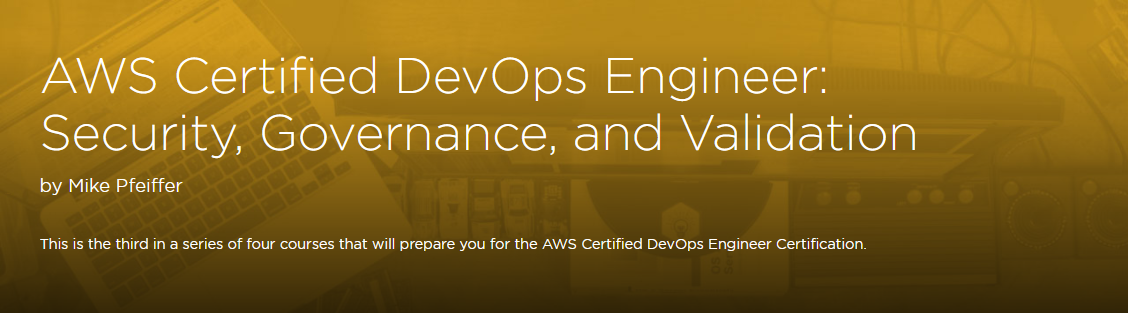 AWS Certified DevOps Engineer:
Security, Governance, and Validation
by Mike Pfeiffer
This is the third in a series of four courses that will prepare you for the AWS Certified DevOps Engineer Certification.